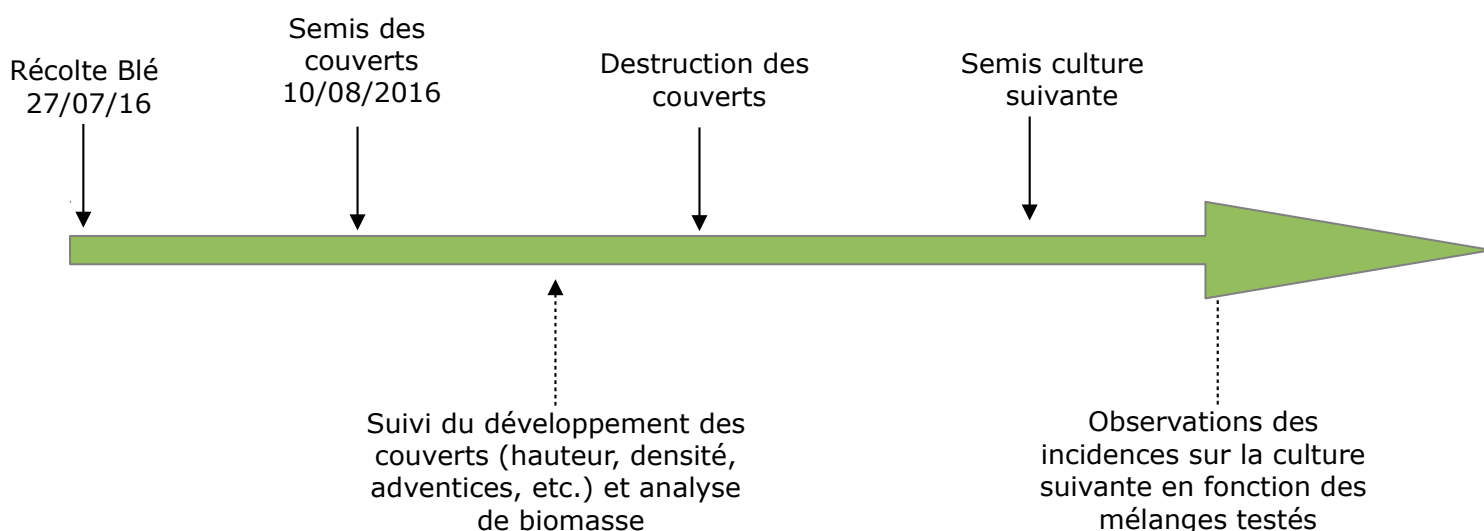 Récolte Blé
27/07/16
Semis des
couverts
10/08/2016
Destruction des
couverts
Semis culture
suivante
Suivi du développement des
couverts (hauteur, densité,
adventices, etc.) et analyse
de biomasse
Observations des
incidences sur la culture
suivante en fonction des
mélanges testés